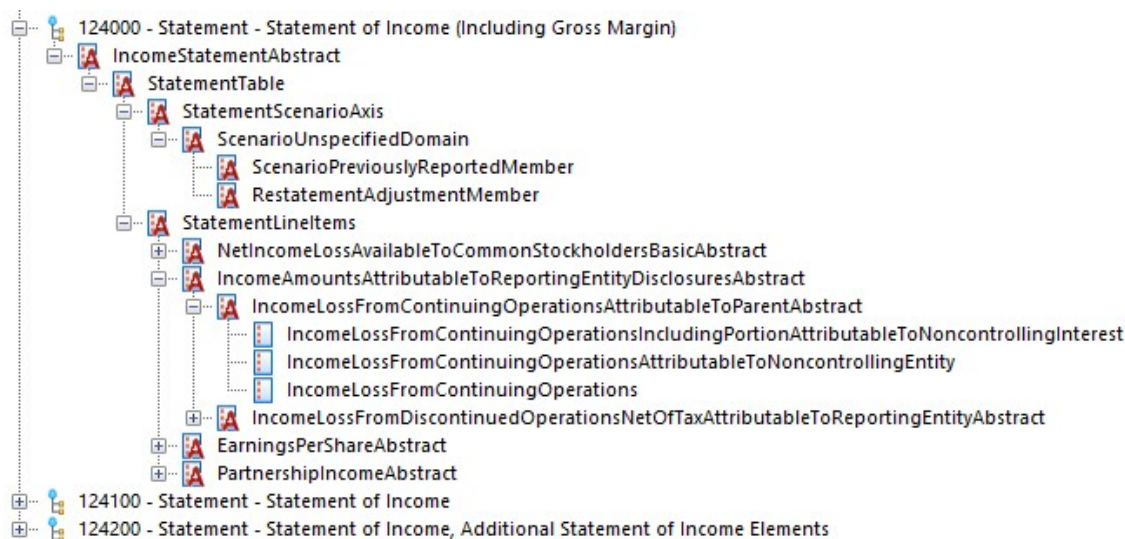 124000 - Statement - Statement of Income (Including Gross Margin)
IncomeStatementAbstract
StatementTable
StatementScenarioAxis
ScenarioUnspecifiedDomain
ScenarioPreviouslyReportedMember
RestatementAdjustmentMember
StatementLineItems
NetIncomeLossAvailableToCommonStockholdersBasicAbstract
IncomeAmountsAttributableToReportingEntityDisclosuresAbstract
IncomeLossFromContinuingOperationsAttributableToParentAbstract
IncomeLossFromContinuingOperationsIncludingPortionAttributableToNoncontrollingInterest
IncomeLossFromContinuingOperationsAttributableToNoncontrollingEntity
IncomeLossFromContinuingOperations
IncomeLossFromDiscontinuedOperationsNetOfTaxAttributableToReportingEntityAbstract
EarningsPerShareAbstract
PartnershipIncomeAbstract
124100 - Statement - Statement of Income
124200 - Statement - Statement of Income, Additional Statement of Income Elements